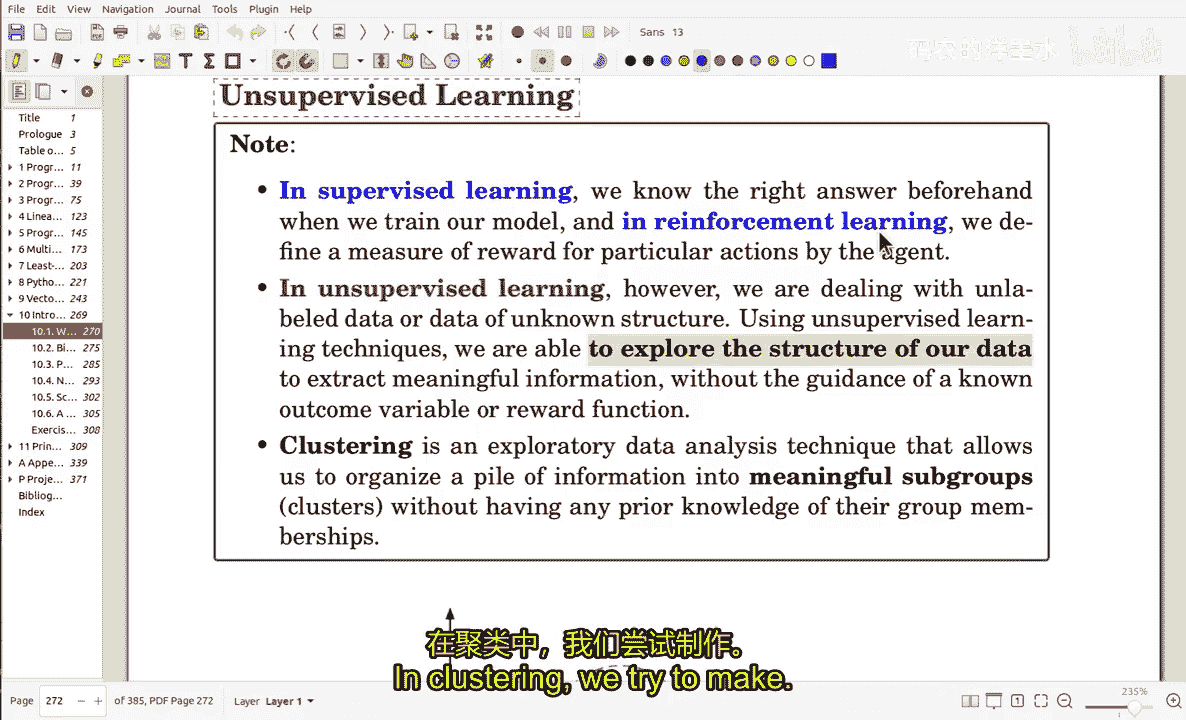 File Edit View Navigation Journal Tools Plugin Help
Sans 13
Title 1
Prologue 3
Table o... 5
1 Progr... 11
2 Progr... 39
3 Progr... 75
4 Linea... 123
5 Progr... 145
6 Multi... 173
7 Least-... 203
8 Pytho... 221
9 Vecto... 243
10 Intro... 269
10.1. W... 270
10.2. Bi... 275
10.3. P... 285
10.4. N... 293
10.5. Sc... 302
10.6. A ... 305
Exercis... 308
11 Prin... 309
A Appe... 339
P Proje... 371
Bibliog...
Index
Unsupervised Learning
Note:
• In supervised learning, we know the right answer beforehand
when we train our model, and in reinforcement learning, we de-
fine a measure of reward for particular actions by the agent.
• In unsupervised learning, however, we are dealing with unla-
beled data or data of unknown structure. Using unsupervised learn-
ing techniques, we are able to explore the structure of our data
to extract meaningful information, without the guidance of a known
outcome variable or reward function.
• Clustering is an exploratory data analysis technique that allows
us to organize a pile of information into meaningful subgroups
(clusters) without having any prior knowledge of their group mem-
berships.
在聚类中，我们尝试制作。
In clustering, we try to make.
Page 272 − + of 385, PDF Page 272 Layer Layer 1 235%